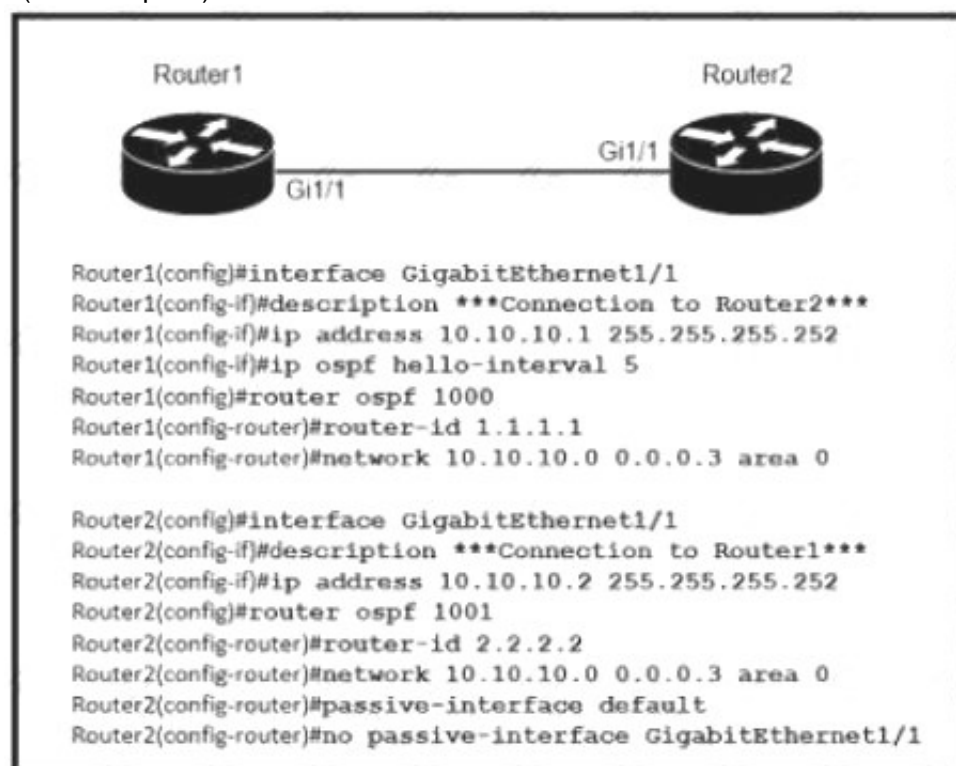 Router1
Router2
Gi1/1
Gi1/1
Router1(config)#interface GigabitEthernet1/1
Router1(config-if)#description ***Connection to Router2***
Router1(config-if)#ip address 10.10.10.1 255.255.255.252
Router1(config-if)#ip ospf hello-interval 5
Router1(config)#router ospf 1000
Router1(config-router)#router-id 1.1.1.1
Router1(config-router)#network 10.10.10.0 0.0.0.3 area 0
Router2(config)#interface GigabitEthernet1/1
Router2(config-if)#description ***Connection to Router1***
Router2(config-if)#ip address 10.10.10.2 255.255.255.252
Router2(config)#router ospf 1001
Router2(config-router)#router-id 2.2.2.2
Router2(config-router)#network 10.10.10.0 0.0.0.3 area 0
Router2(config-router)#passive-interface default
Router2(config-router)#no passive-interface GigabitEthernet1/1